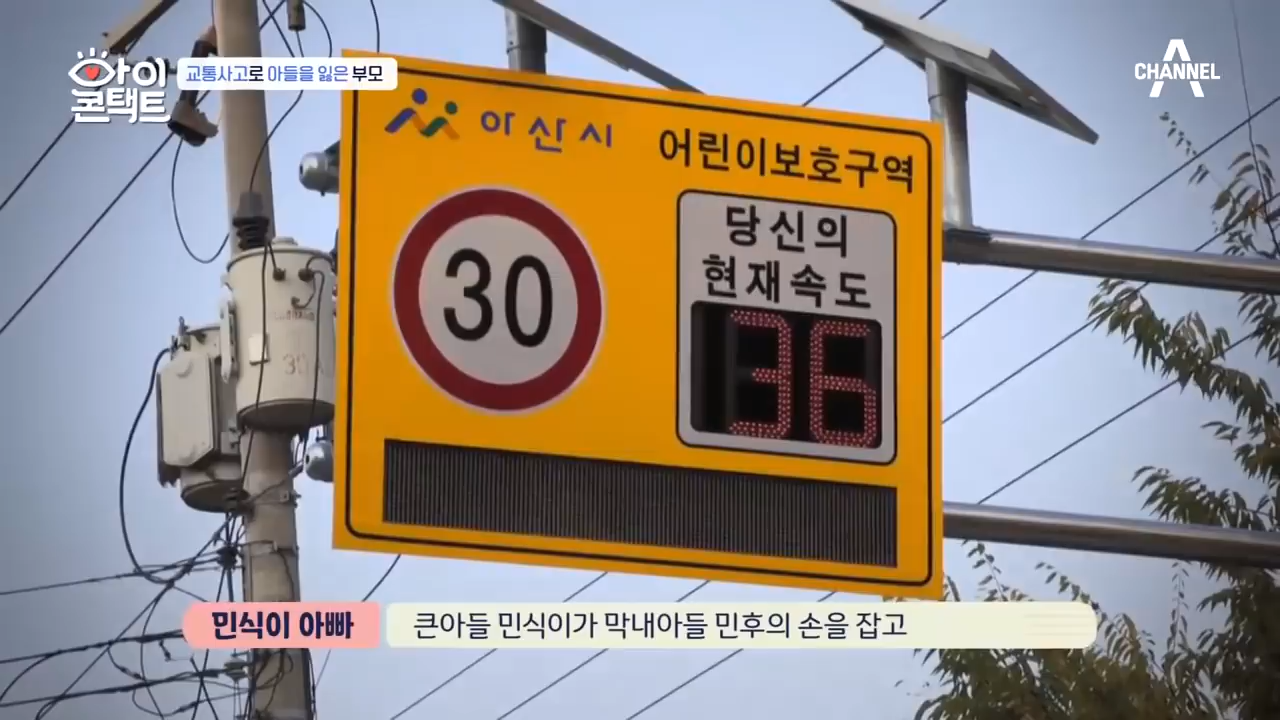 아이
콘택트
교통사고로 아들을 잃은 부모
CHANNEL A
아산시
어린이보호구역
30
당신의
현재속도
36
민식이 아빠
큰아들 민식이가 막내아들 민후의 손을 잡고